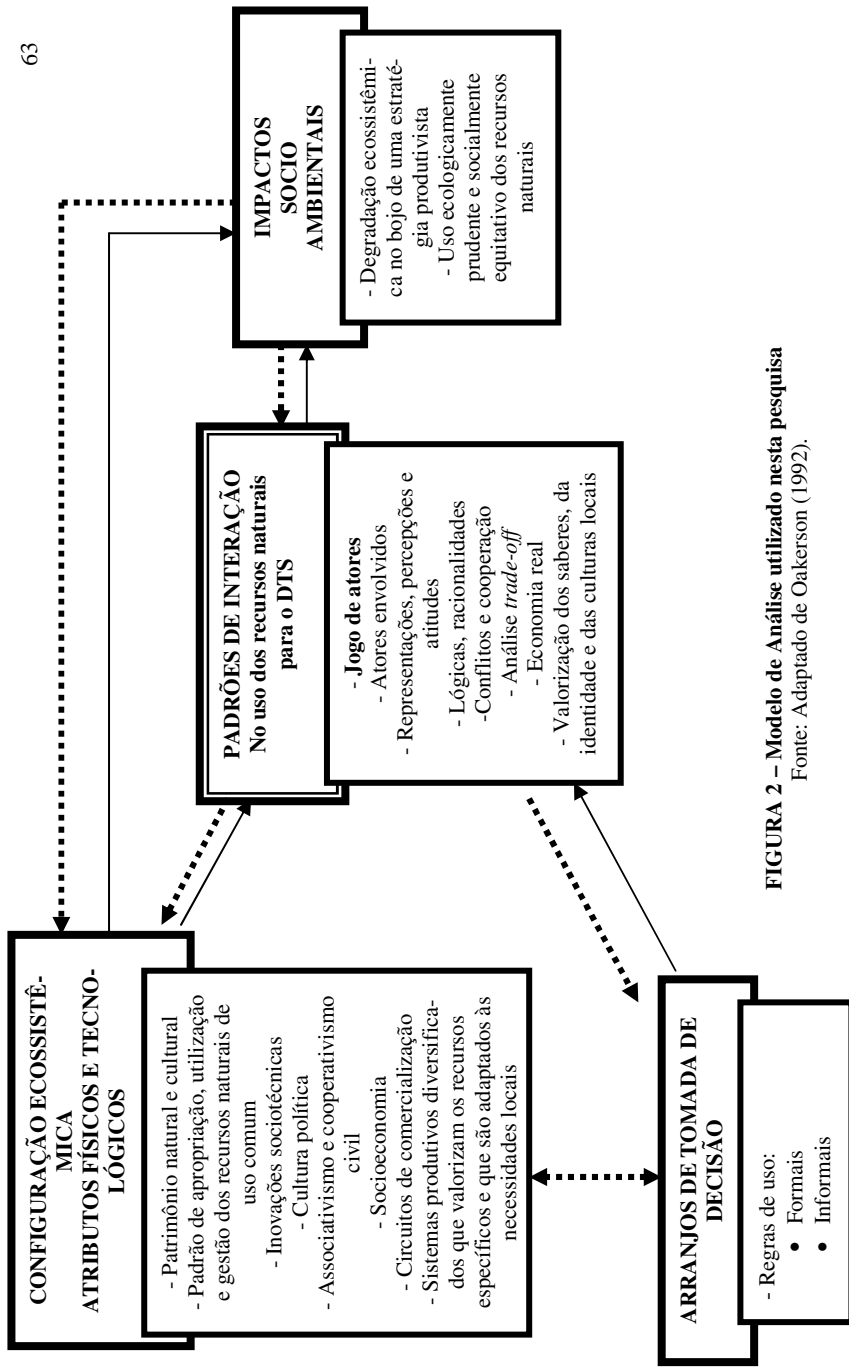 63
CONFIGURAÇÃO ECOSSISTÊ-
MICA
ATRIBUTOS FÍSICOS E TECNO-
LÓGICOS
- Patrimônio natural e cultural
- Padrão de apropriação, utilização
e gestão dos recursos naturais de
uso comum
- Inovações sociotécnicas
- Cultura política
- Associativismo e cooperativismo
civil
- Socioeconomia
- Circuitos de comercialização
- Sistemas produtivos diversifica-
dos que valorizam os recursos
específicos e que são adaptados às
necessidades locais
PADRÕES DE INTERAÇÃO
No uso dos recursos naturais
para o DTS
- Jogo de atores
- Atores envolvidos
- Representações, percepções e
atitudes
- Lógicas, racionalidades
-Conflitos e cooperação
- Análise trade-off
- Economia real
- Valorização dos saberes, da
identidade e das culturas locais
IMPACTOS
SOCIO
AMBIENTAIS
- Degradação ecossistêmi-
ca no bojo de uma estraté-
gia produtivista
- Uso ecologicamente
prudente e socialmente
equitativo dos recursos
naturais
ARRANJOS DE TOMADA DE
DECISÃO
- Regras de uso:
• Formais
• Informais
FIGURA 2 – Modelo de Análise utilizado nesta pesquisa
Fonte: Adaptado de Oakerson (1992).